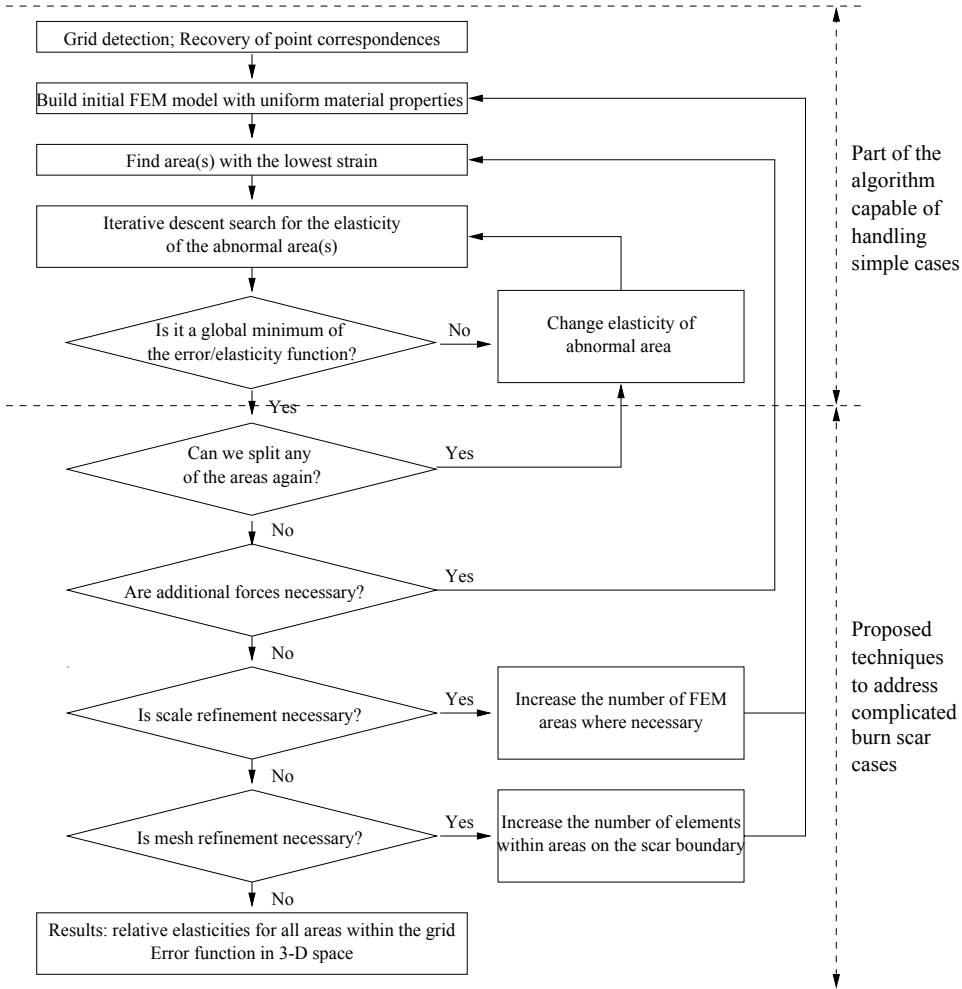 Grid detection; Recovery of point correspondences
Build initial FEM model with uniform material properties
Find area(s) with the lowest strain
Iterative descent search for the elasticity
of the abnormal area(s)
Is it a global minimum of
the error/elasticity function?
No
Change elasticity of
abnormal area
Yes
Part of the
algorithm
capable of
handling
simple cases
Can we split any
of the areas again?
Yes
No
Are additional forces necessary?
Yes
No
Is scale refinement necessary?
Yes
Increase the number of FEM
areas where necessary
No
Is mesh refinement necessary?
Yes
Increase the number of elements
within areas on the scar boundary
No
Results: relative elasticities for all areas within the grid
Error function in 3-D space
Proposed
techniques
to address
complicated
burn scar
cases